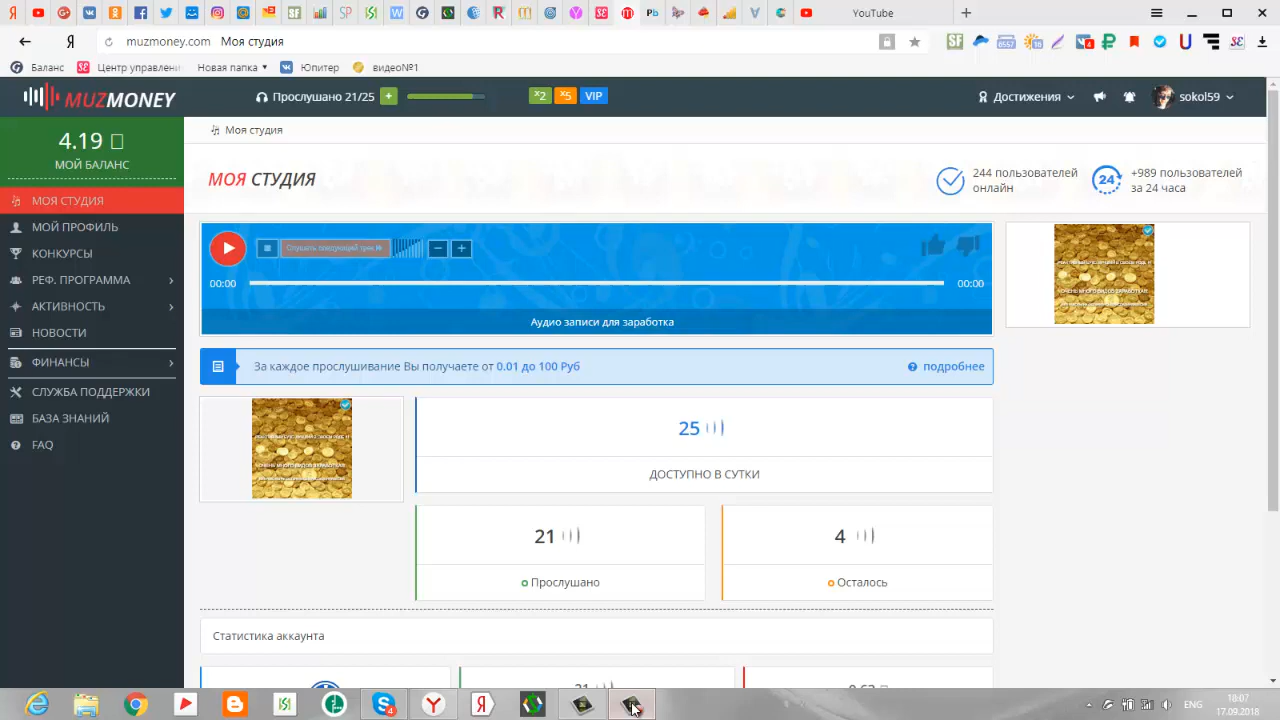 YouTube
muzmoney.com Моя студия
Баланс
Центр управлени
Новая папка
Юпитер
видео№1
MUZMONEY
Прослушано 21/25
x2
x5
VIP
Достижения
sokol59
4.19
МОЙ БАЛАНС
МОЯ СТУДИЯ
МОЙ ПРОФИЛЬ
КОНКУРСЫ
РЕФ. ПРОГРАММА
АКТИВНОСТЬ
НОВОСТИ
ФИНАНСЫ
СЛУЖБА ПОДДЕРЖКИ
БАЗА ЗНАНИЙ
FAQ
Моя студия
МОЯ СТУДИЯ
244 пользователей
онлайн
24
+989 пользователей
за 24 часа
Слушать следующий трек
00:00
00:00
Аудио записи для заработка
За каждое прослушивание Вы получаете от 0.01 до 100 Руб
подробнее
25
ДОСТУПНО В СУТКИ
21
Прослушано
4
Осталось
Статистика аккаунта
ENG
18:07
17.09.2018